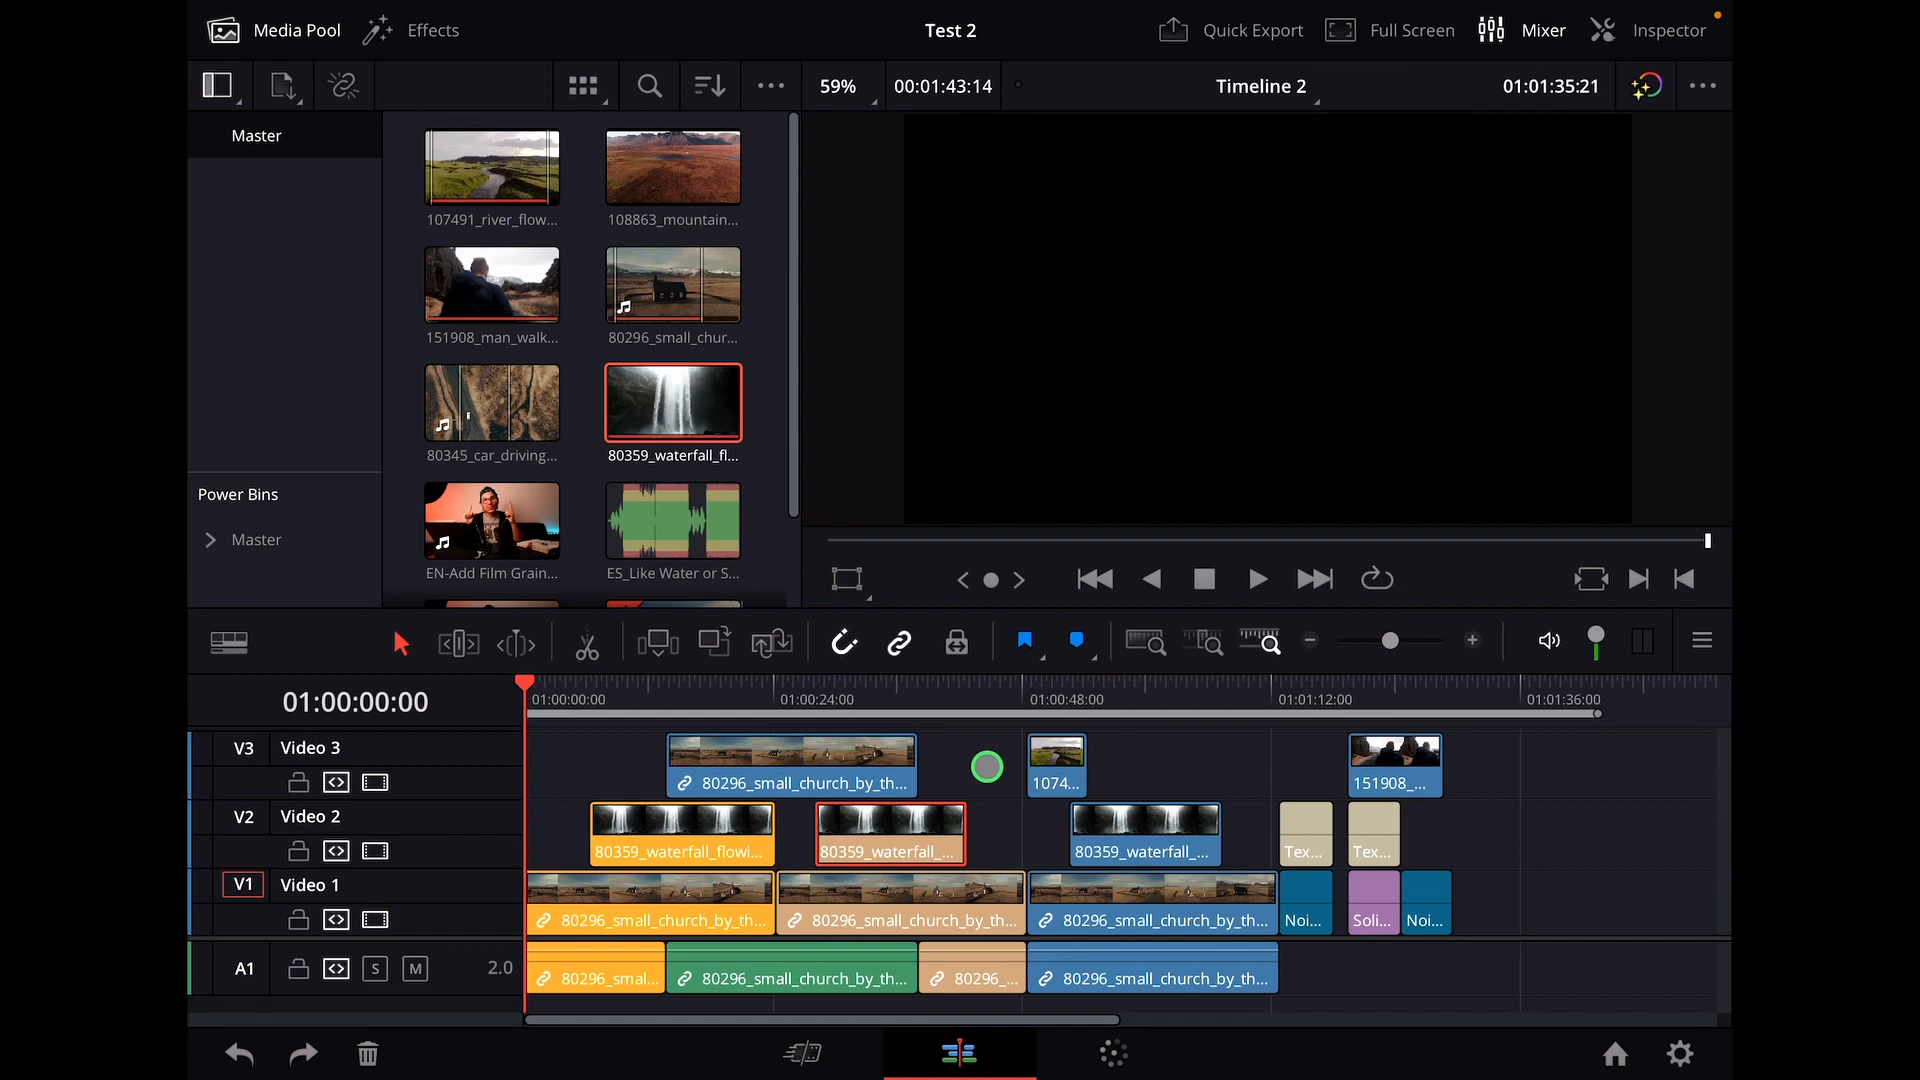 Media Pool
Effects
Test 2
Quick Export
Full Screen
Mixer
Inspector
59%
00:01:43:14
Timeline 2
01:01:35:21
Master
107491_river_flow...
108863_mountain...
151908_man_walk...
80296_small_chur...
80345_car_driving...
80359_waterfall_fl...
Power Bins
Master
EN-Add Film Grain...
ES_Like Water or S...
01:00:00:00
01:00:00:00
01:00:24:00
01:00:48:00
01:01:12:00
01:01:36:00
V3
Video 3
80296_small_church_by_th...
1074...
151908_...
V2
Video 2
80359_waterfall_flowi...
80359_waterfall_...
80359_waterfall_...
Tex...
Tex...
V1
Video 1
80296_small_church_by_th...
80296_small_church_by_th...
80296_small_church_by_th...
Noi...
Soli...
Noi...
A1
S
M
2.0
80296_smal...
80296_small_church_by_th...
80296_...
80296_small_church_by_th...